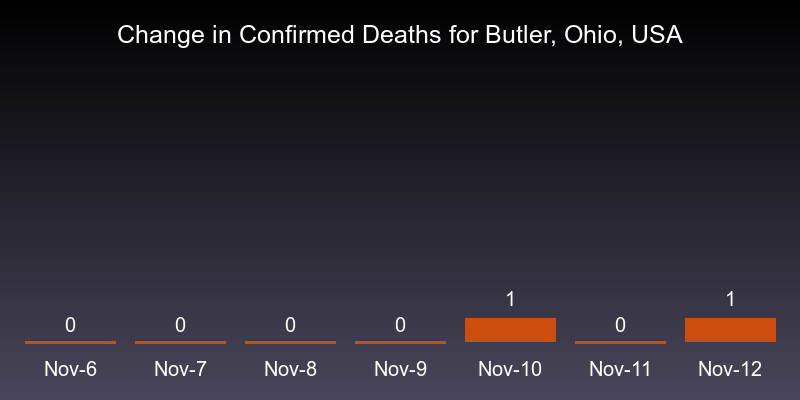 Change in Confirmed Deaths for Butler, Ohio, USA
0 0 0 0 1 0 1
Nov-6 Nov-7 Nov-8 Nov-9 Nov-10 Nov-11 Nov-12